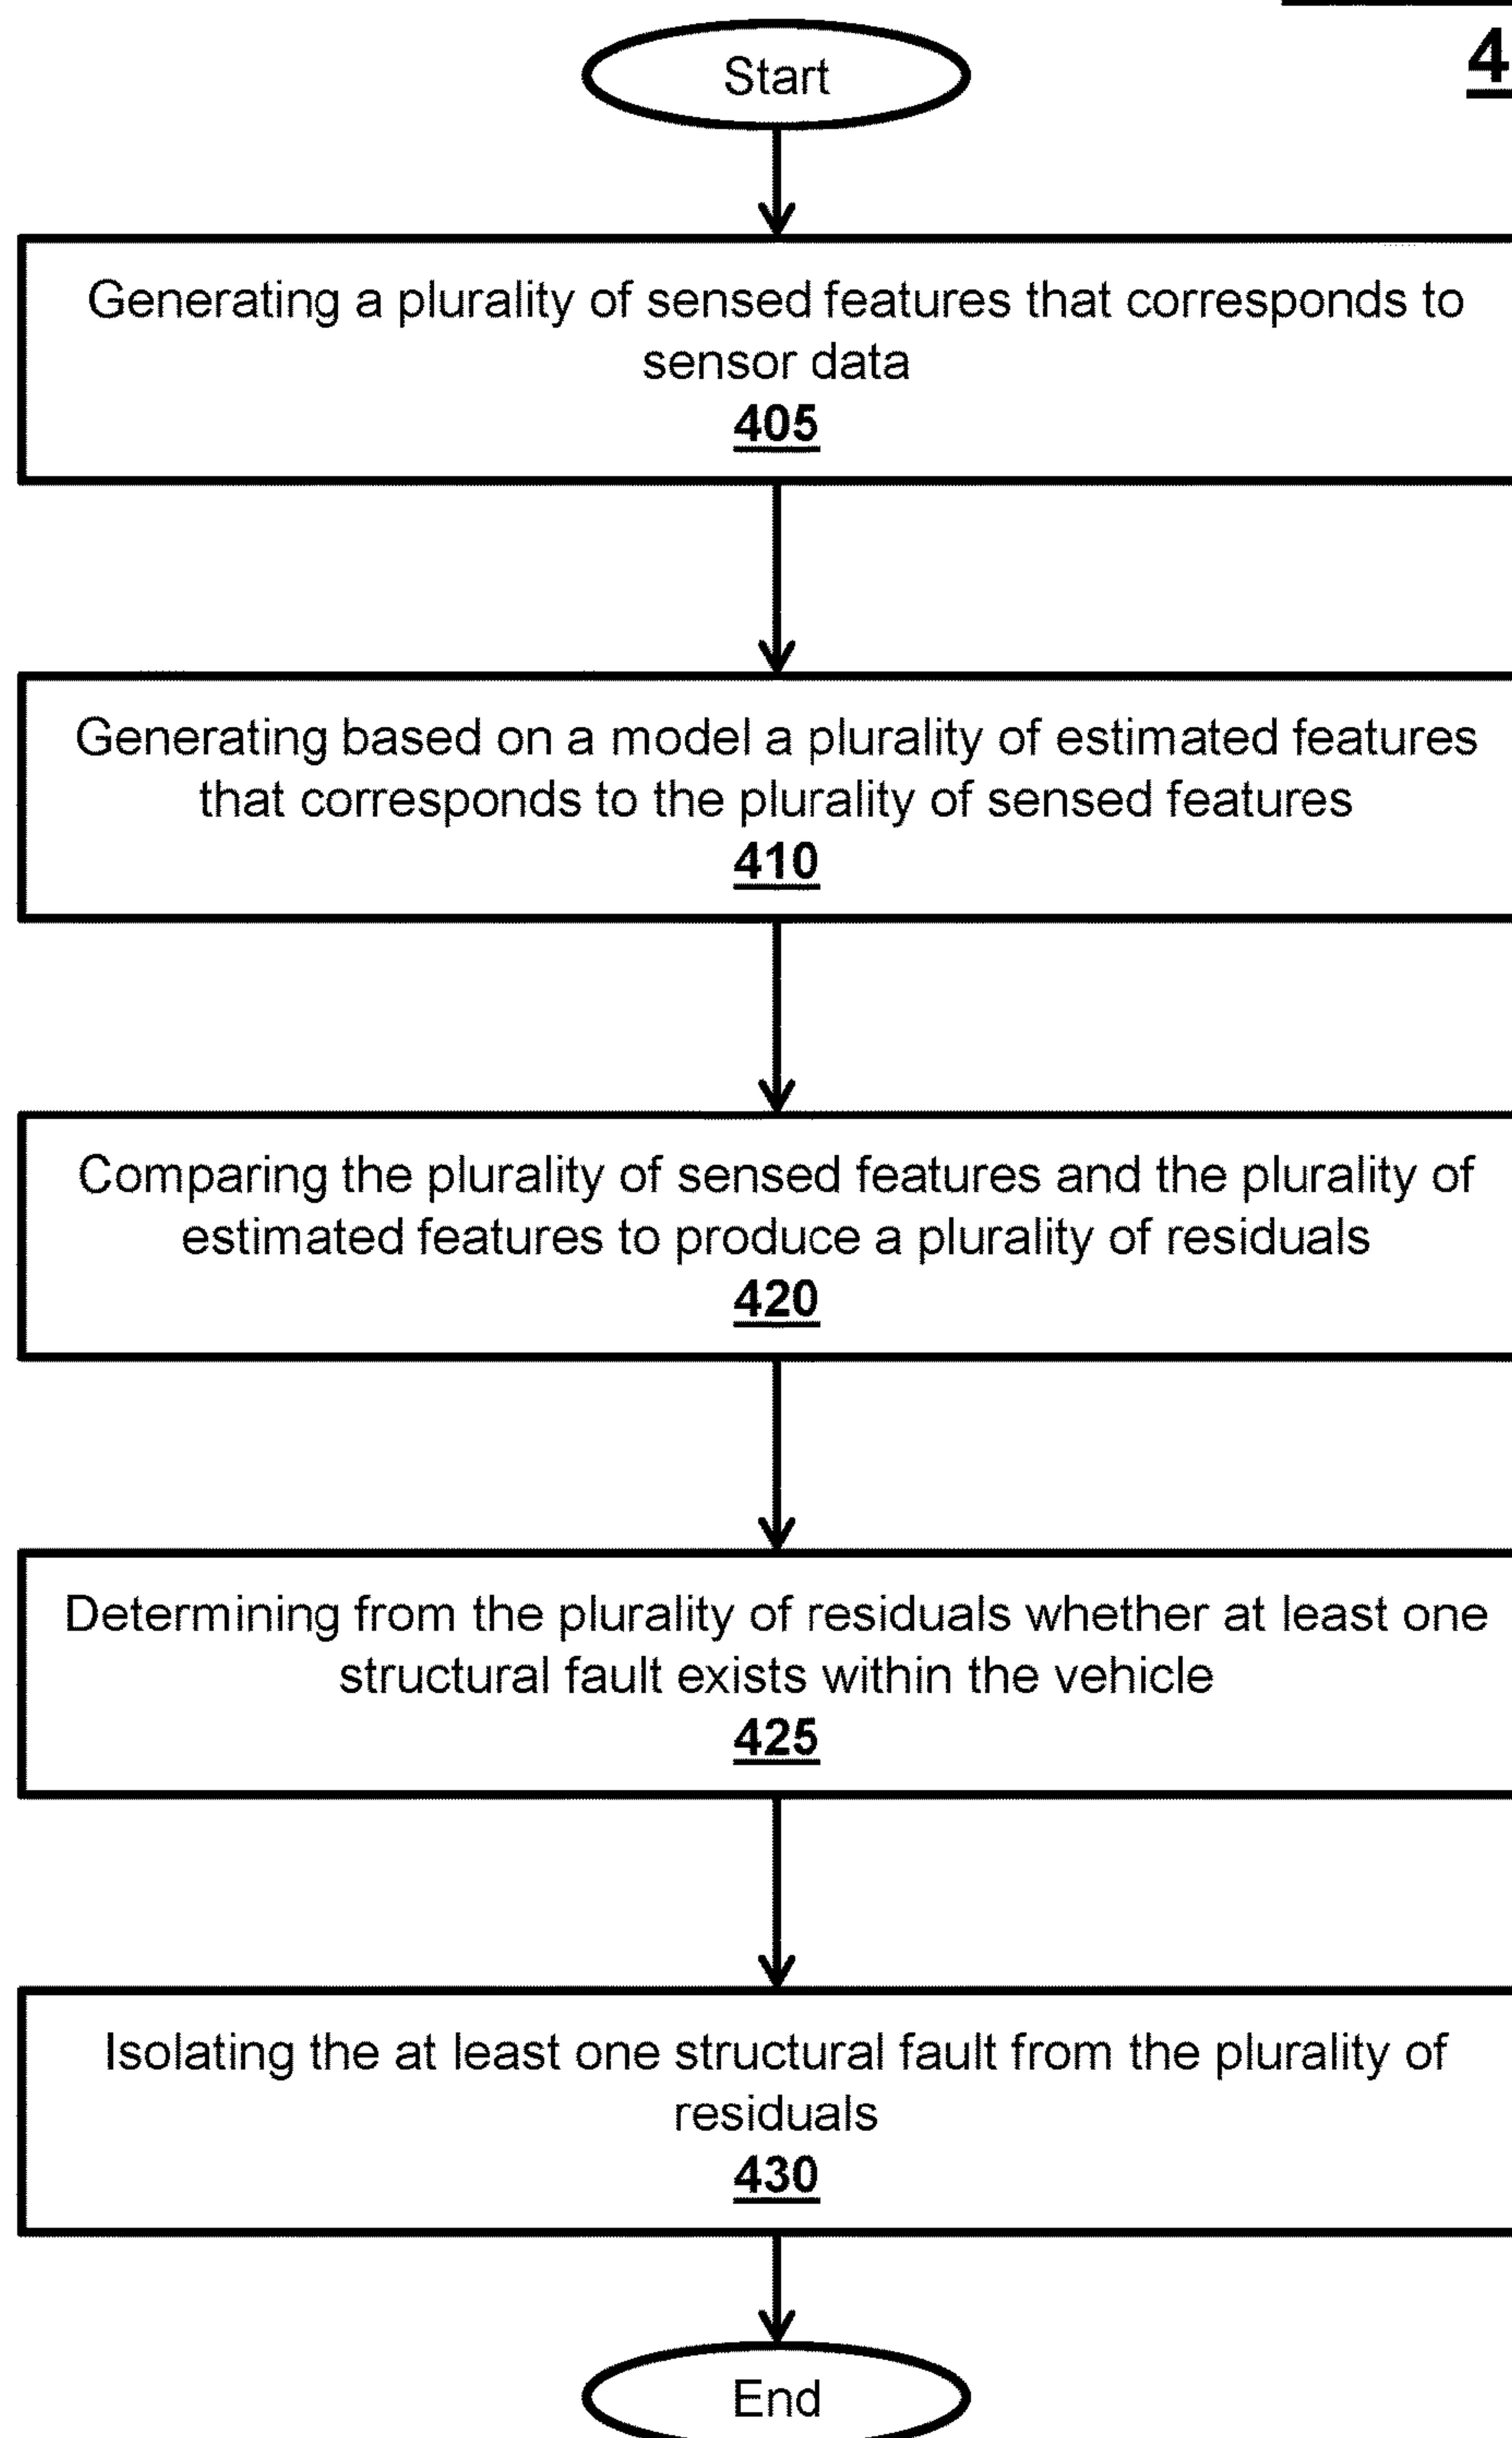 Start
4
Generating a plurality of sensed features that corresponds to
sensor data
405
Generating based on a model a plurality of estimated features
that corresponds to the plurality of sensed features
410
Comparing the plurality of sensed features and the plurality of
estimated features to produce a plurality of residuals
420
Determining from the plurality of residuals whether at least one
structural fault exists within the vehicle
425
Isolating the at least one structural fault from the plurality of
residuals
430
End